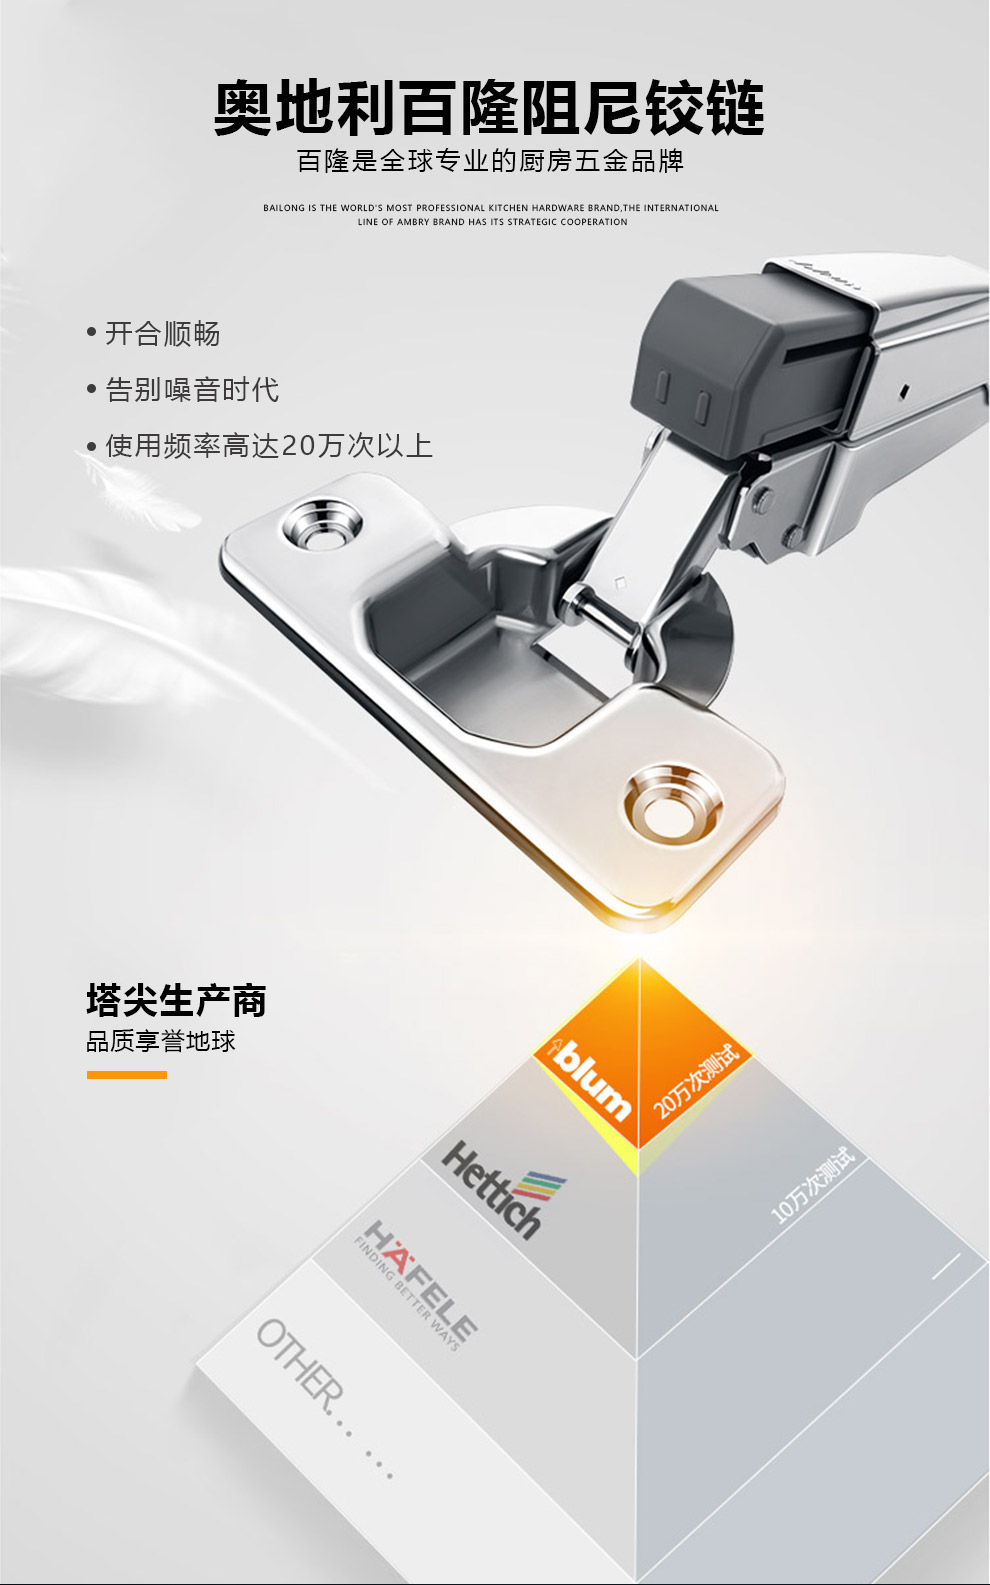 奥地利百隆阻尼铰链
百隆是全球专业的厨房五金品牌
BAILONG IS THE WORLD'S MOST PROFESSIONAL KITCHEN HARDWARE BRAND,THE INTERNATIONAL
LINE OF AMBRY BRAND HAS ITS STRATEGIC COOPERATION
• 开合顺畅
• 告别噪音时代
• 使用频率高达20万次以上
塔尖生产商
品质享誉地球
blum
20万次测试
Hettich
10万次测试
HÄFELE
FINDING BETTER WAYS
OTHER... ...